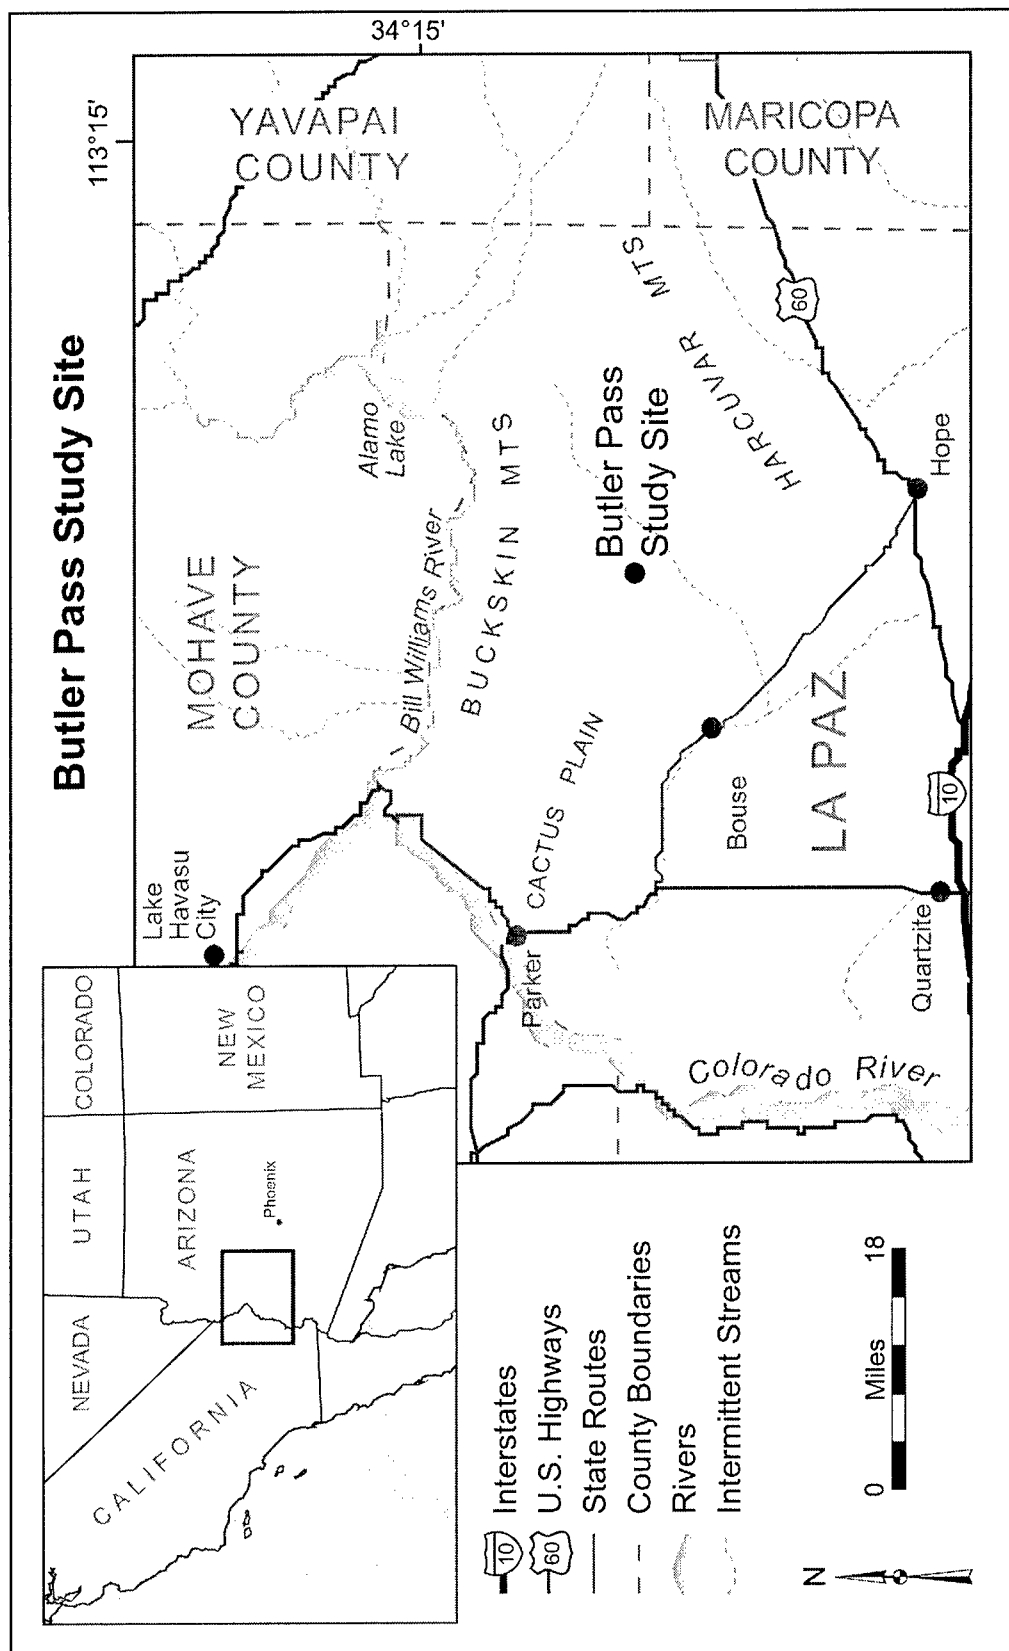 Butler Pass Study Site
113°15'
34°15'
NEVADA
UTAH
COLORADO
CALIFORNIA
ARIZONA
NEW
MEXICO
Phoenix
Lake
Havasu
City
MOHAVE
COUNTY
YAVAPAI
COUNTY
Alamo
Lake
Bill Williams River
BUCKSKIN MTS
Parker
CACTUS PLAIN
Butler Pass
Study Site
HARCUVAR MTS
MARICOPA
COUNTY
60
Bouse
LA PAZ
Colorado River
Quartzite
10
Hope
10
Interstates
60
U.S. Highways
State Routes
County Boundaries
Rivers
Intermittent Streams
N
0
Miles
18